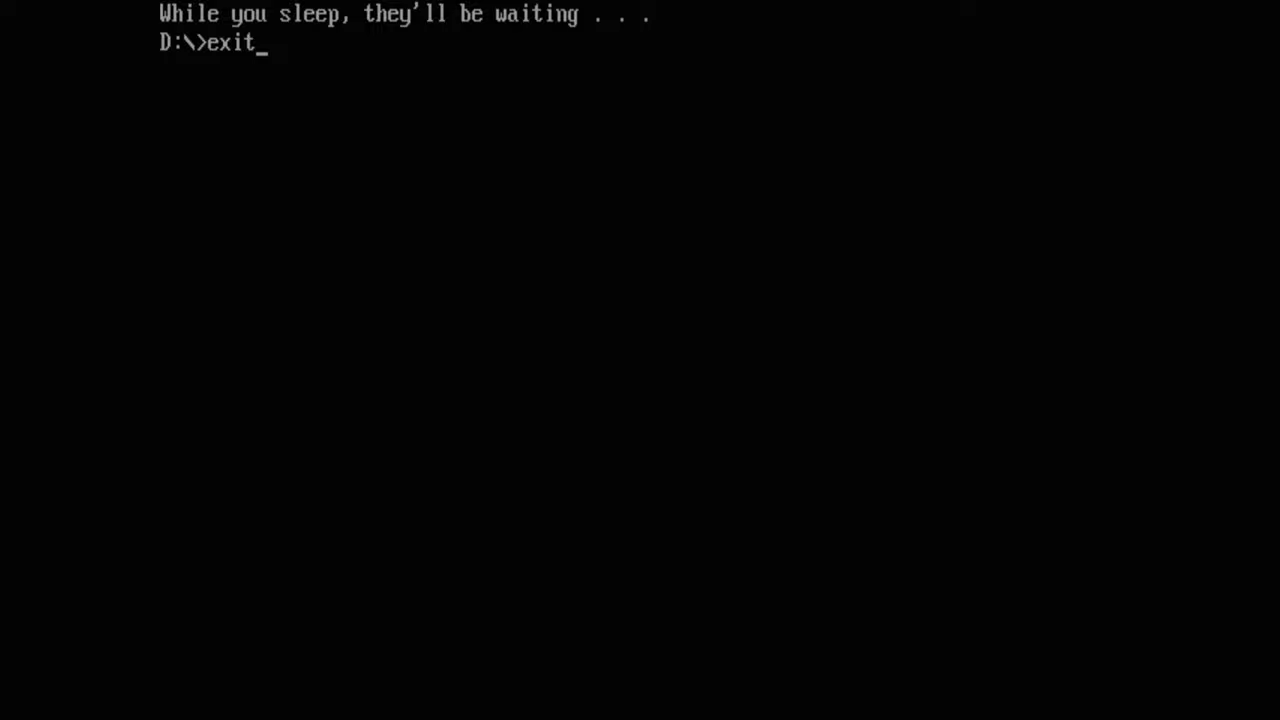 While you sleep, they'll be waiting . . .
D:\>exit_